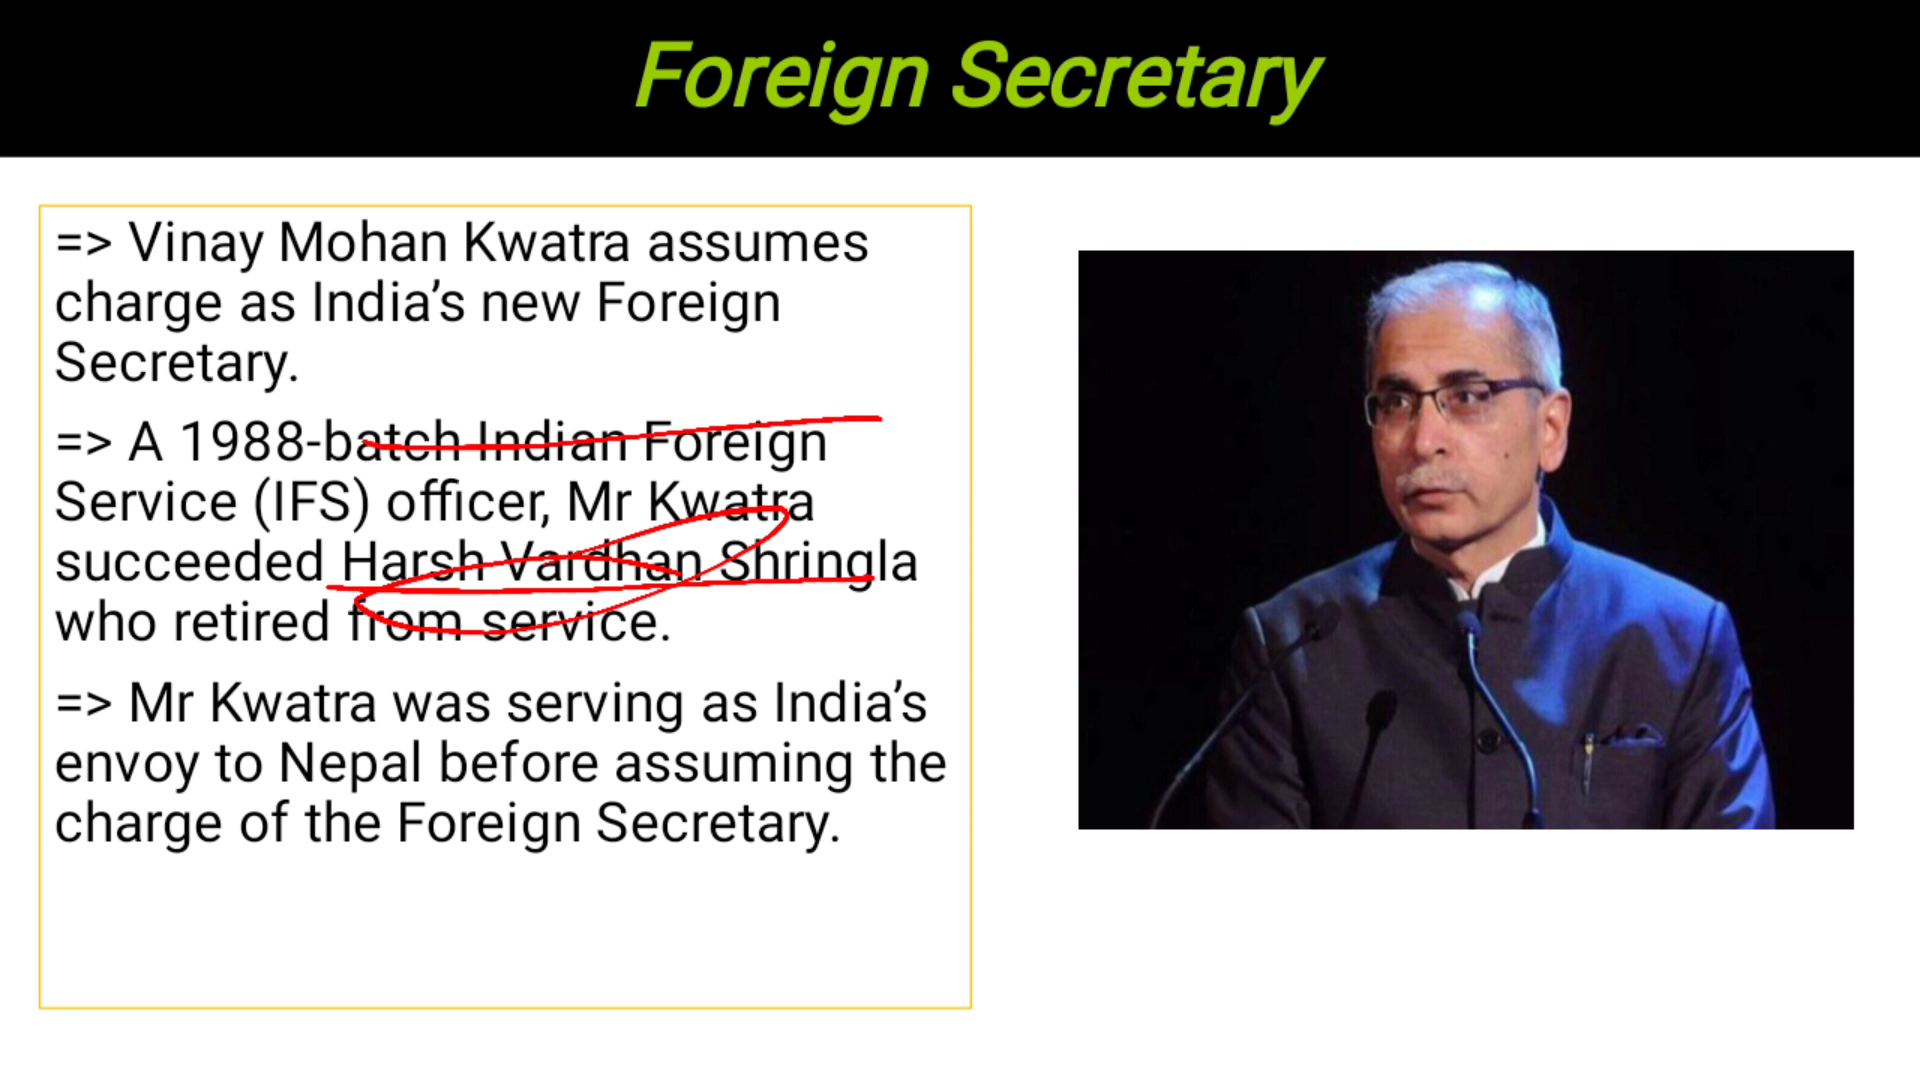 Foreign Secretary
=> Vinay Mohan Kwatra assumes
charge as India’s new Foreign
Secretary.
=> A 1988-batch Indian Foreign
Service (IFS) officer, Mr Kwatra
succeeded Harsh Vardhan Shringla
who retired from service.
=> Mr Kwatra was serving as India’s
envoy to Nepal before assuming the
charge of the Foreign Secretary.